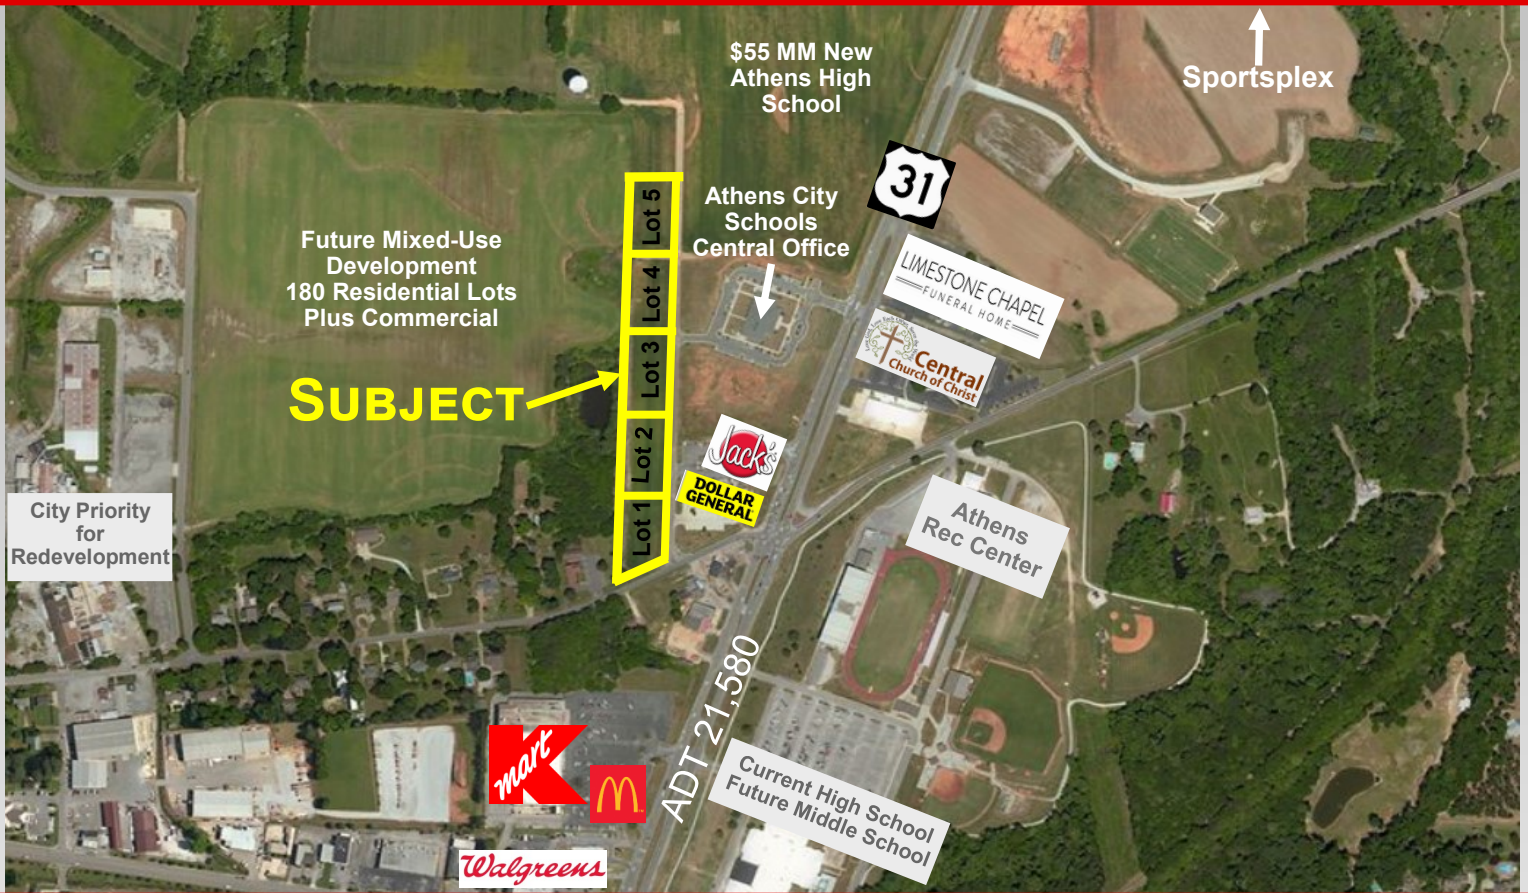 $55 MM New
Athens High
School
Sportsplex
31
Athens City
Schools
Central Office
Lot 5
Lot 4
Lot 3
Lot 2
Lot 1
Future Mixed-Use
Development
180 Residential Lots
Plus Commercial
SUBJECT
LIMESTONE CHAPEL
FUNERAL HOME
Central
Church of Christ
Jack's
DOLLAR
GENERAL
City Priority
for
Redevelopment
Athens
Rec Center
ADT 21,580
Kmart
Current High School
Future Middle School
Walgreens